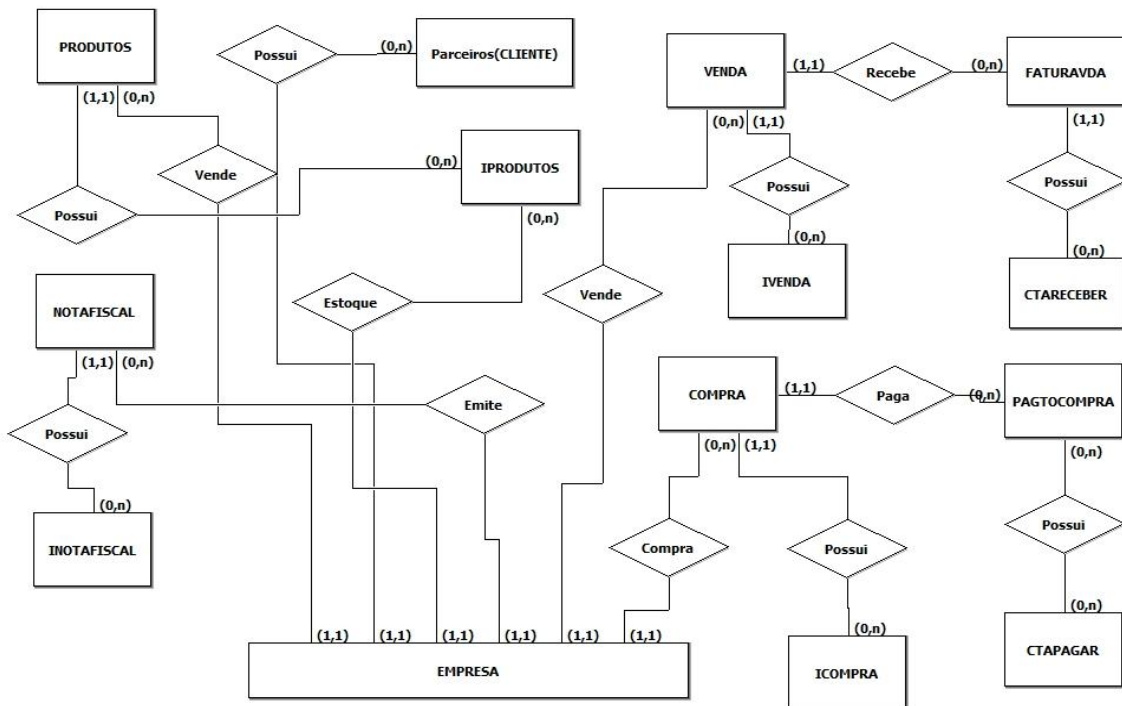 PRODUTOS
(1,1) (0,n)
Possui
(0,n)
Parceiros(CLIENTE)
VENDA
(1,1)
Recebe
(0,n)
FATURAVDA
(0,n) (1,1)
(1,1)
Vende
(0,n)
IPRODUTOS
(0,n)
Possui
Possui
Possui
(0,n)
IVENDA
(0,n)
CTARECEBER
NOTAFISCAL
(1,1) (0,n)
Estoque
Vende
Emite
COMPRA
(1,1)
Paga
(0,n)
PAGTOCOMPRA
(0,n) (1,1)
(0,n)
Possui
(0,n)
INOTAFISCAL
Compra
Possui
Possui
(1,1)
(1,1)
(1,1)
(1,1)
(1,1)
(1,1)
EMPRESA
(0,n)
ICOMPRA
(0,n)
CTAPAGAR